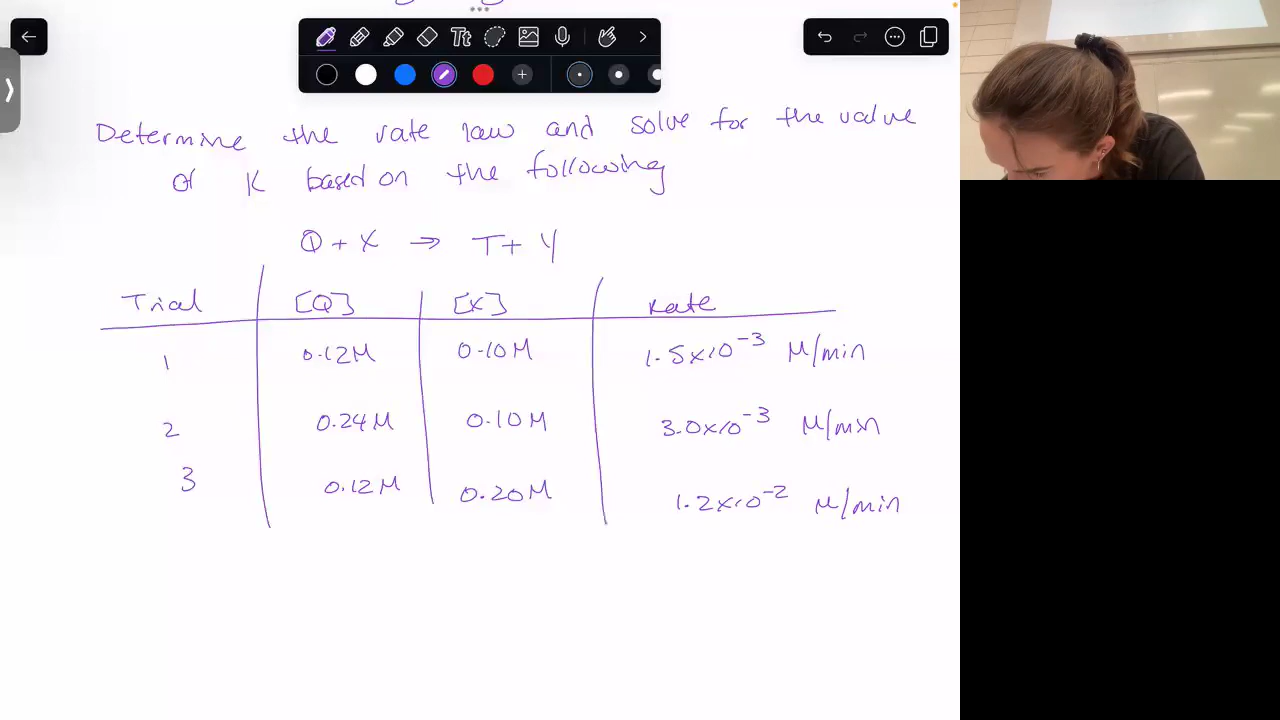 Tt
Determine the rate law and solve for the value
of K based on the following
Q + X → T + Y
Trial [Q] [X] Rate
1 0.12M 0.10M 1.5x10⁻³ M/min
2 0.24M 0.10M 3.0x10⁻³ M/min
3 0.12M 0.20M 1.2x10⁻² M/min